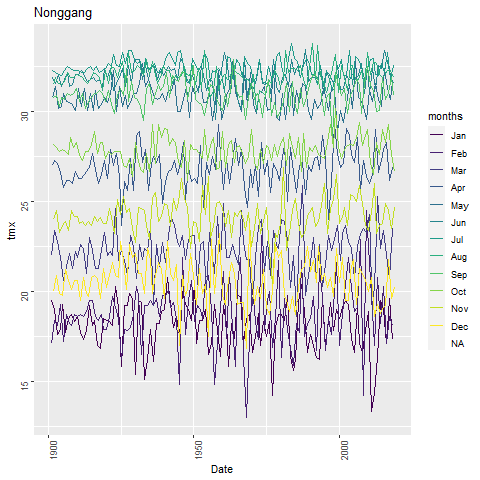 Nonggang
tmx
30
25
20
15
1900
1950
2000
Date
months
Jan
Feb
Mar
Apr
May
Jun
Jul
Aug
Sep
Oct
Nov
Dec
NA